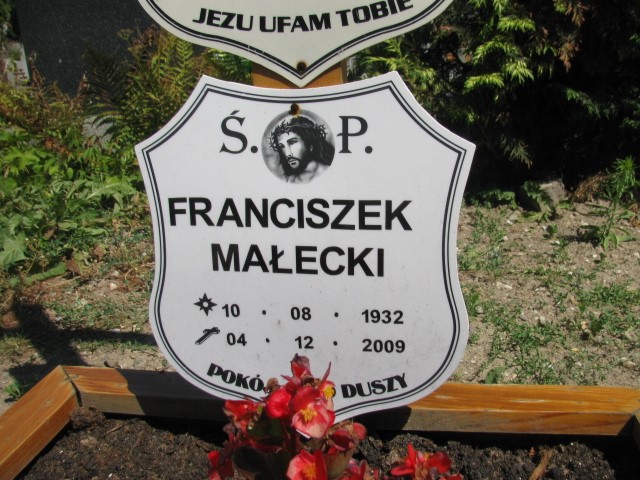 JEZU UFAM TOBIE
Ś. P.
FRANCISZEK
MAŁECKI
10 · 08 · 1932
04 · 12 · 2009
DUSZY